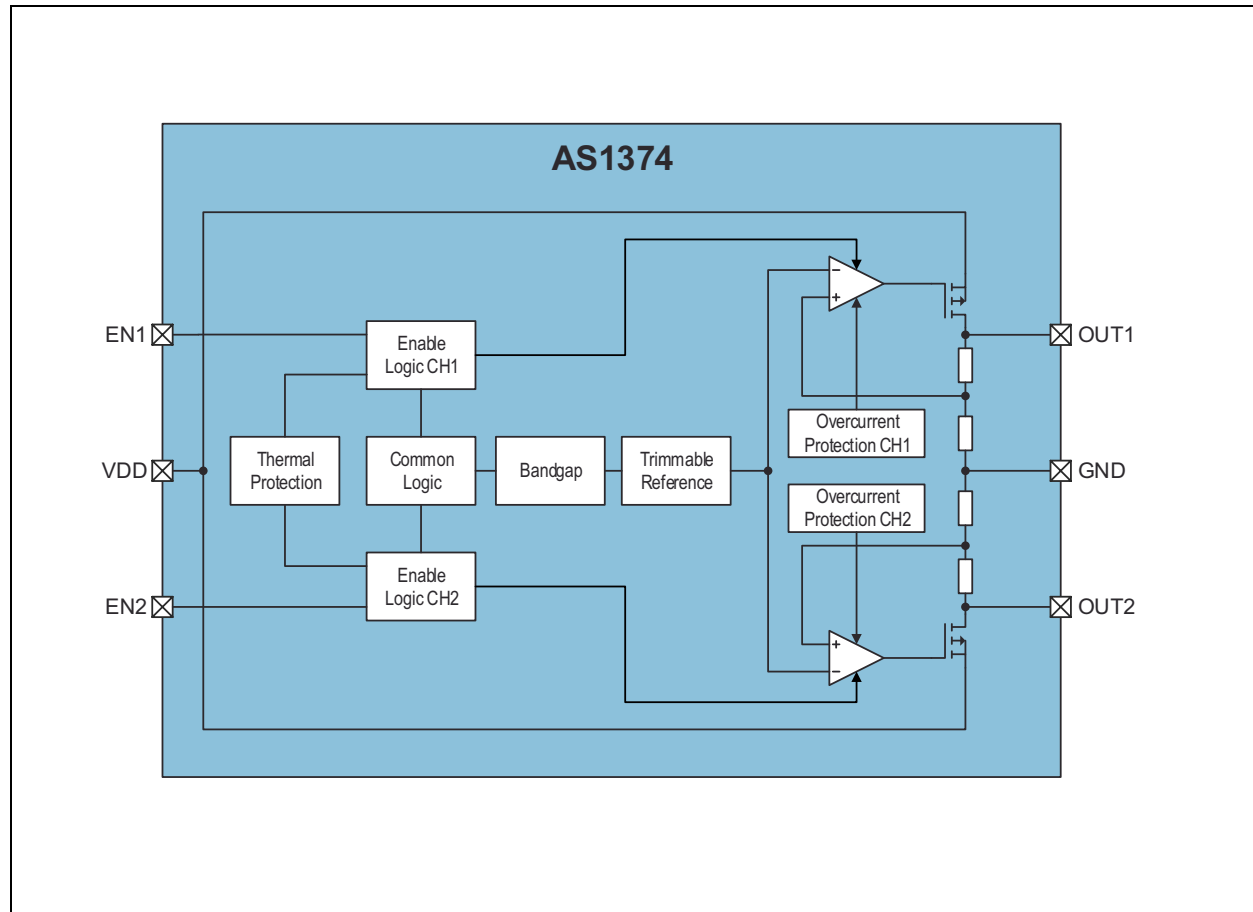 AS1374
EN1
Enable
Logic CH1
OUT1
Overcurrent
Protection CH1
VDD
Thermal
Protection
Common
Logic
Bandgap
Trimmable
Reference
GND
Overcurrent
Protection CH2
EN2
Enable
Logic CH2
OUT2
−
+
+
−